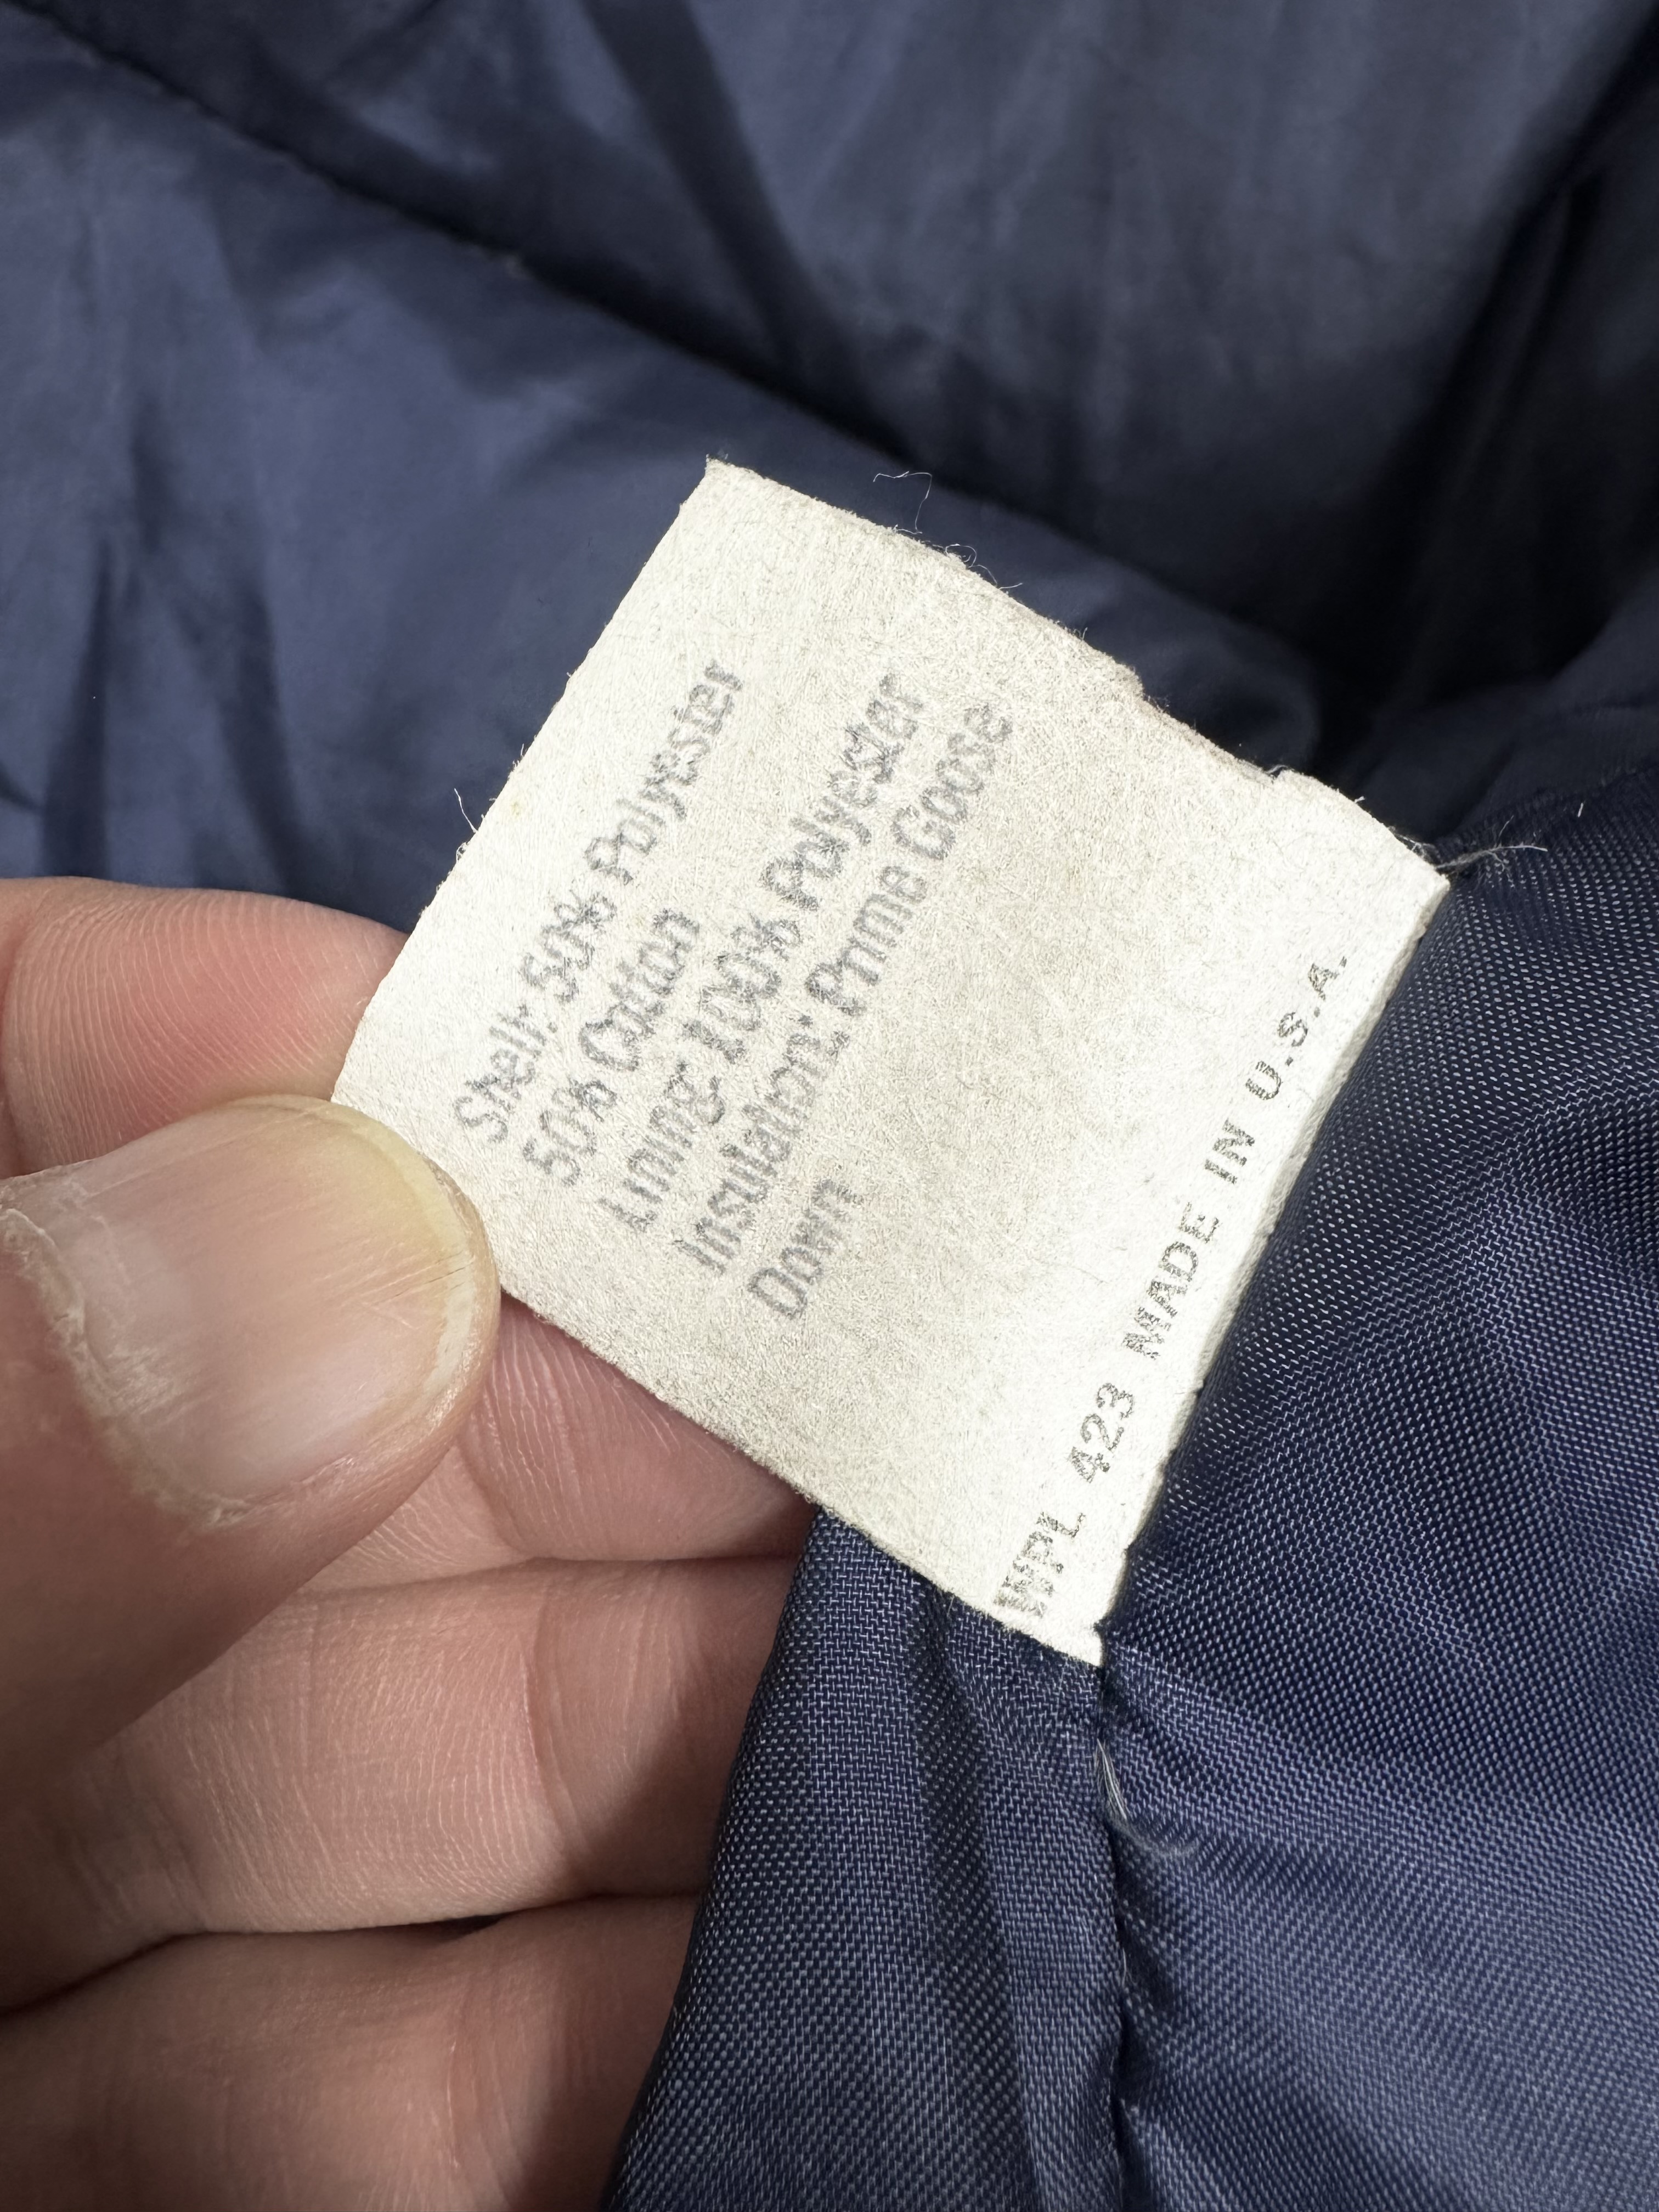 Shell: 50% Polyester
50% Cotton
Lining: 100% Polyester
Insulation: Prime Goose
Down
WPL 423 MADE IN U.S.A.